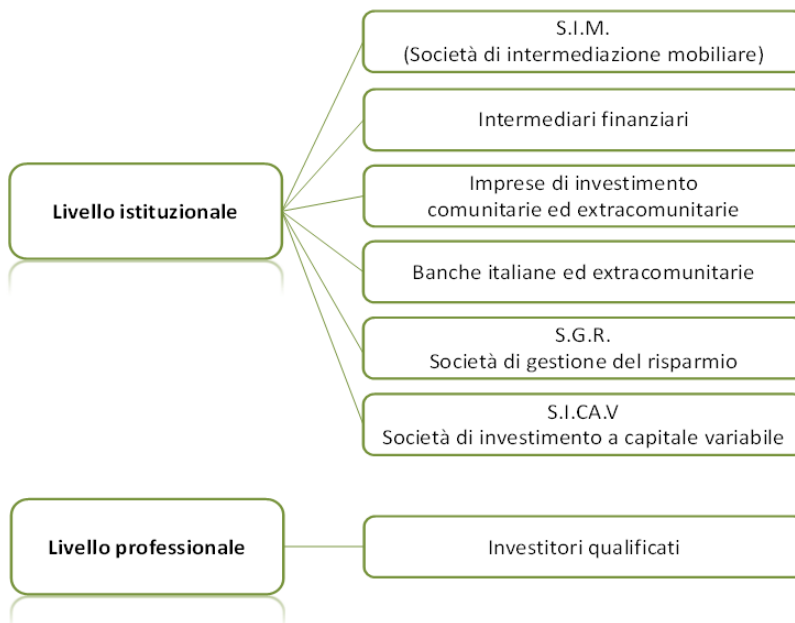 S.I.M.
(Società di intermediazione mobiliare)
Intermediari finanziari
Livello istituzionale
Imprese di investimento
comunitarie ed extracomunitarie
Banche italiane ed extracomunitarie
S.G.R.
Società di gestione del risparmio
S.I.CA.V
Società di investimento a capitale variabile
Livello professionale
Investitori qualificati